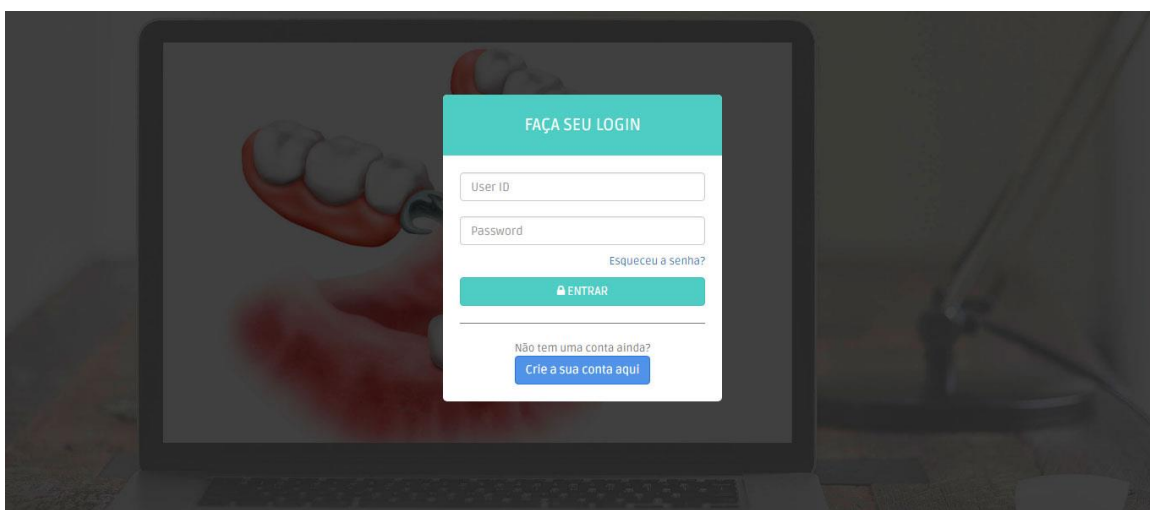 FAÇA SEU LOGIN
User ID
Password
Esqueceu a senha?
ENTRAR
Não tem uma conta ainda?
Crie a sua conta aqui